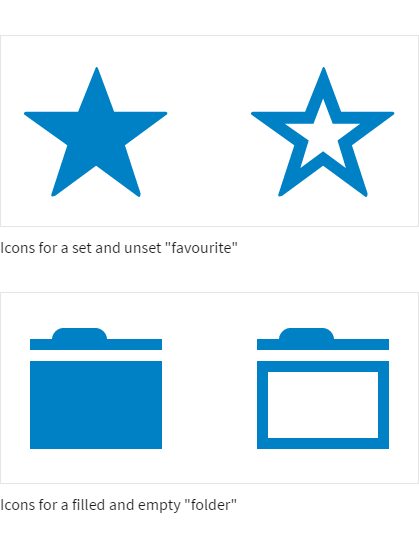 Icons for a set and unset "favourite"
Icons for a filled and empty "folder"